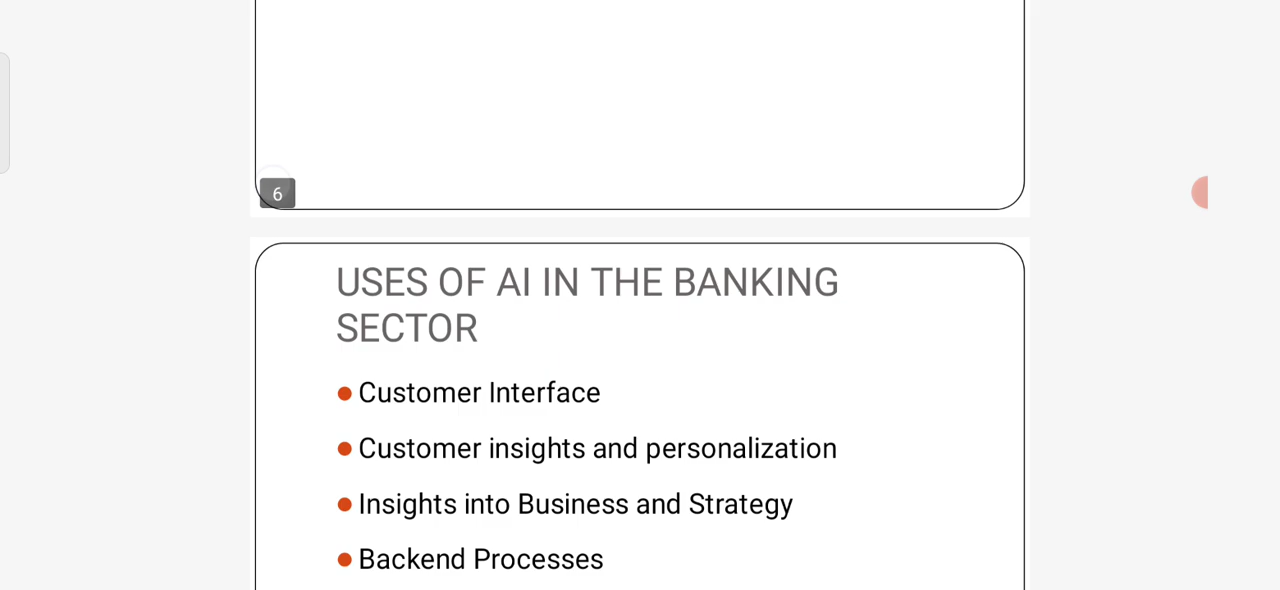 6
USES OF AI IN THE BANKING
SECTOR
Customer Interface
Customer insights and personalization
Insights into Business and Strategy
Backend Processes